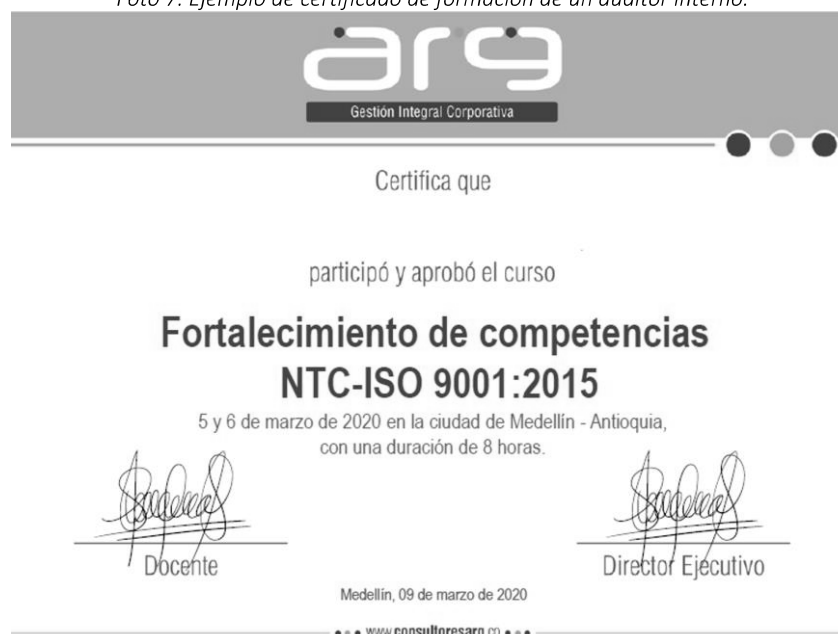 Foto 7. Ejemplo de certificado de formación de un auditor interno.
arg
Gestión Integral Corporativa
Certifica que
participó y aprobó el curso
Fortalecimiento de competencias
NTC-ISO 9001:2015
5 y 6 de marzo de 2020 en la ciudad de Medellín - Antioquia,
con una duración de 8 horas.
Docente
Director Ejecutivo
Medellín, 09 de marzo de 2020
www.consultoresarg.co